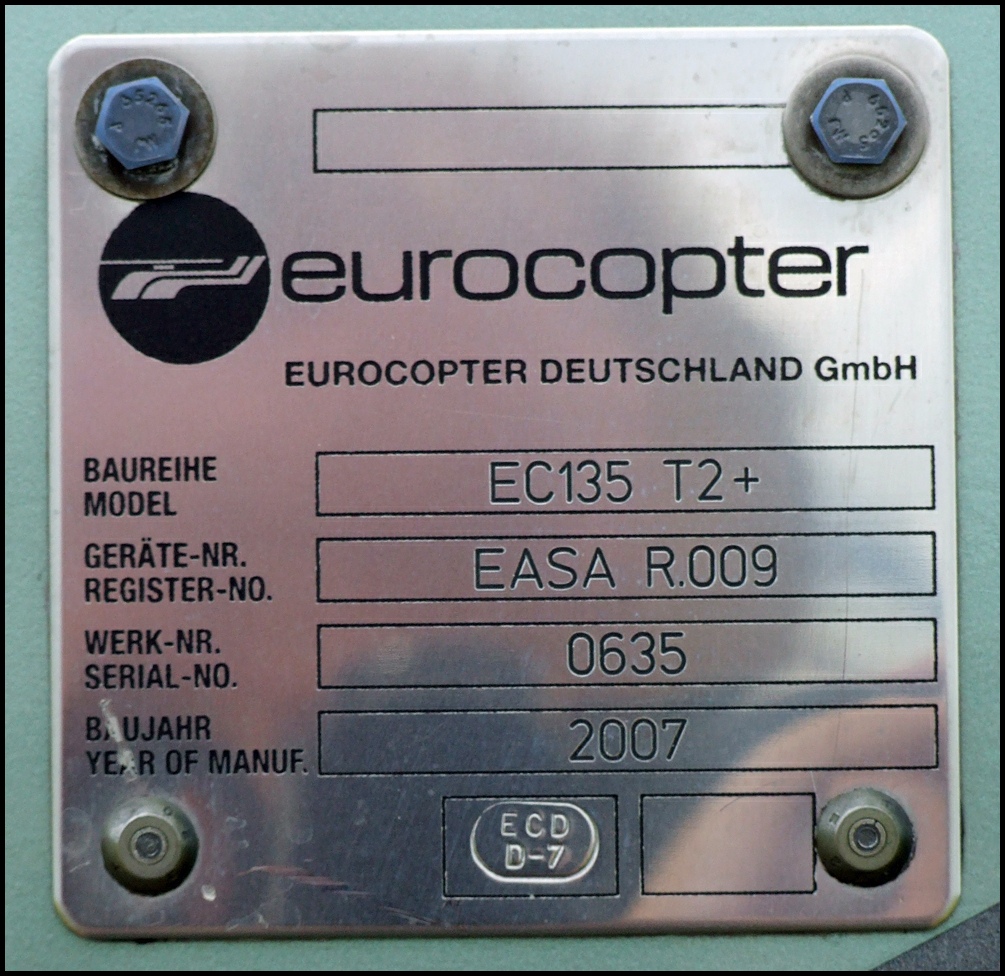 eurocopter
EUROCOPTER DEUTSCHLAND GmbH
BAUREIHE
MODEL
EC135 T2+
GERÄTE-NR.
REGISTER-NO.
EASA R.009
WERK-NR.
SERIAL-NO.
0635
BAUJAHR
YEAR OF MANUF.
2007
ECD
D-7